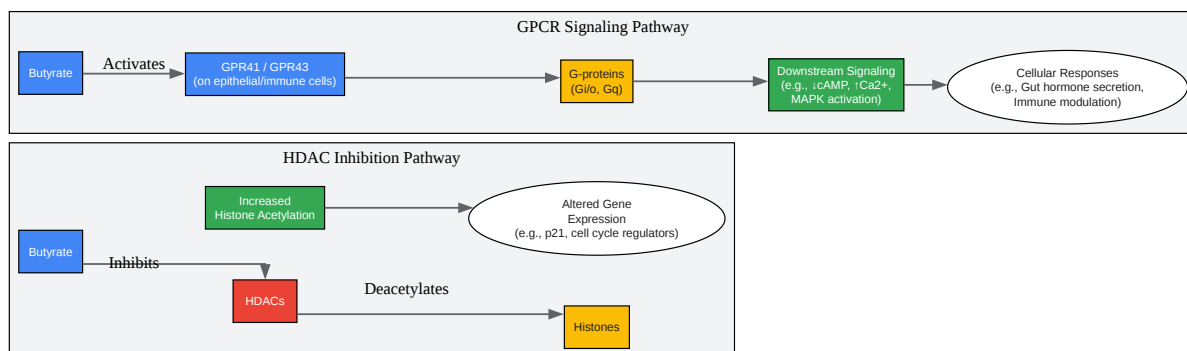 GPCR Signaling Pathway
Butyrate
Activates
GPR41 / GPR43
(on epithelial/immune cells)
G-proteins
(Gi/o, Gq)
Downstream Signaling
(e.g., ↓cAMP, ↑Ca2+,
MAPK activation)
Cellular Responses
(e.g., Gut hormone secretion,
Immune modulation)
HDAC Inhibition Pathway
Increased
Histone Acetylation
Altered Gene
Expression
(e.g., p21, cell cycle regulators)
Butyrate
Inhibits
HDACs
Deacetylates
Histones